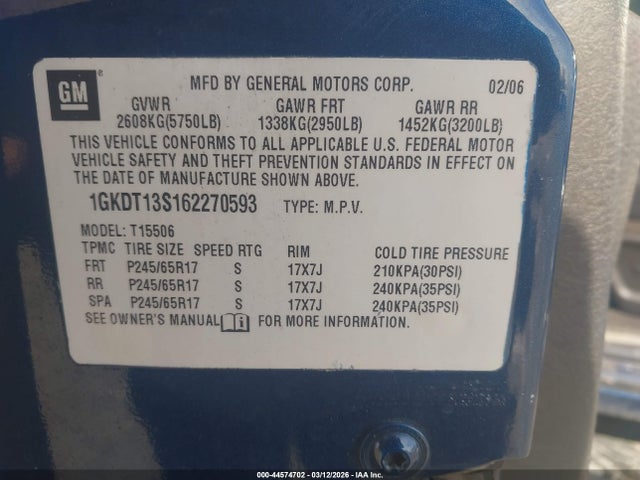 GM ® MFD BY GENERAL MOTORS CORP. 02/06
GVWR GAWR FRT GAWR RR
2608KG(5750LB) 1338KG(2950LB) 1452KG(3200LB)
THIS VEHICLE CONFORMS TO ALL APPLICABLE U.S. FEDERAL MOTOR
VEHICLE SAFETY AND THEFT PREVENTION STANDARDS IN EFFECT ON
THE DATE OF MANUFACTURE SHOWN ABOVE.
1GKDT13S162270593 TYPE: M.P.V.
MODEL: T15506
TPMC TIRE SIZE SPEED RTG RIM COLD TIRE PRESSURE
FRT P245/65R17 S 17X7J 210KPA(30PSI)
RR P245/65R17 S 17X7J 240KPA(35PSI)
SPA P245/65R17 S 17X7J 240KPA(35PSI)
SEE OWNER'S MANUAL FOR MORE INFORMATION.
000-44574702 - 03/12/2026 - IAA Inc.